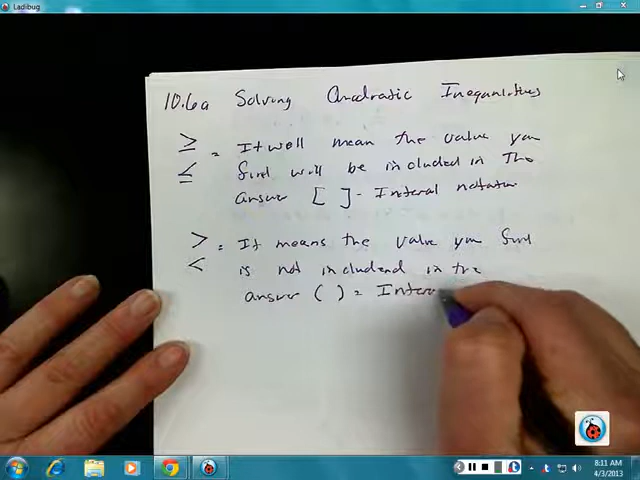 Ladibug
10.6a Solving Quadratic Inequalities
≥ = It well mean the value you
≤ find will be included in the
answer [ ] - Interal notation
> = It means the value you find
< is not includend in the
answer ( ) = Inter
8:11 AM
4/3/2013